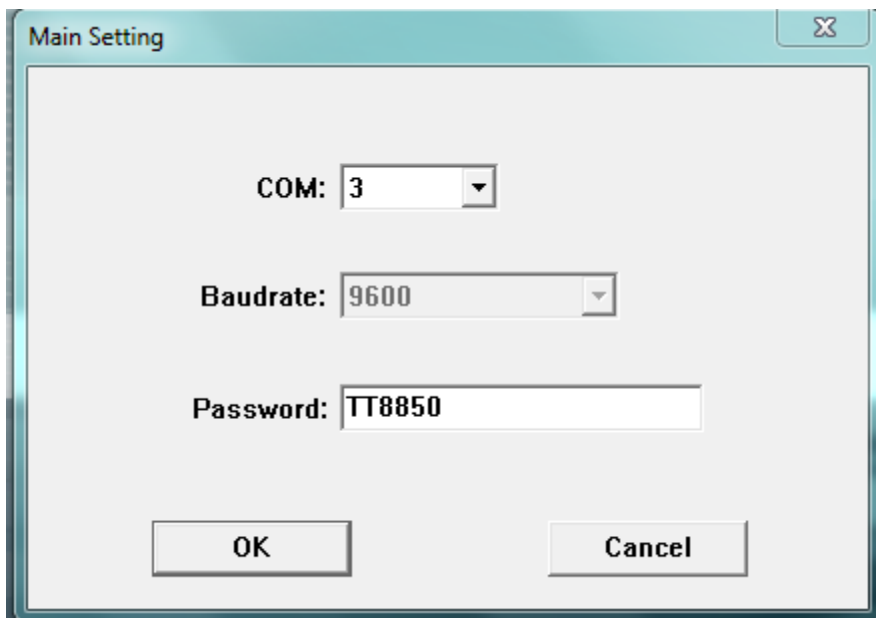 Main Setting
COM: 3
Baudrate: 9600
Password: TT8850
OK Cancel